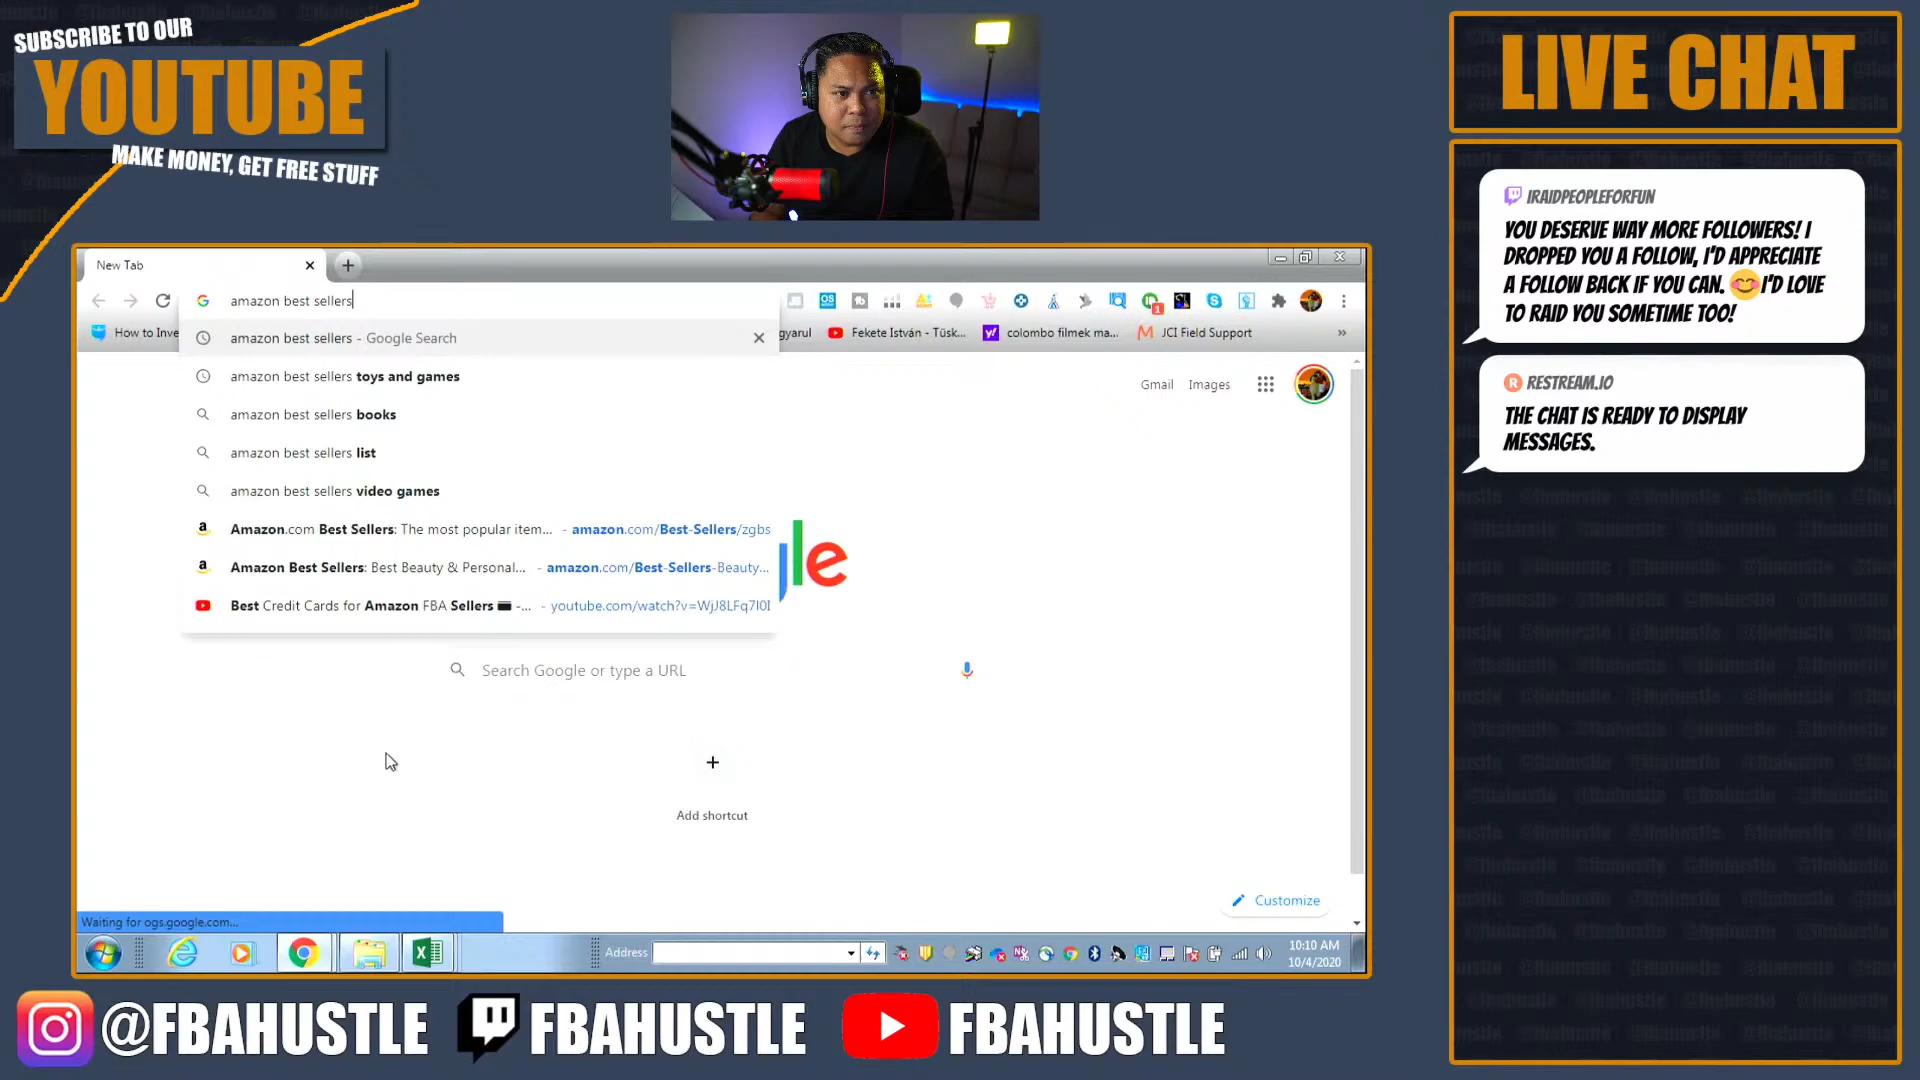 SUBSCRIBE TO OUR
YOUTUBE
MAKE MONEY, GET FREE STUFF
LIVE CHAT
IRAIDPEOPLEFORFUN
YOU DESERVE WAY MORE FOLLOWERS! I
DROPPED YOU A FOLLOW, I'D APPRECIATE
A FOLLOW BACK IF YOU CAN. 😊I'D LOVE
TO RAID YOU SOMETIME TOO!
RESTREAM.IO
THE CHAT IS READY TO DISPLAY
MESSAGES.
New Tab
amazon best sellers
How to Inve
gyarul
Fekete István - Tüsk...
colombo filmek ma...
JCI Field Support
amazon best sellers - Google Search
amazon best sellers toys and games
amazon best sellers books
amazon best sellers list
amazon best sellers video games
Amazon.com Best Sellers: The most popular item... - amazon.com/Best-Sellers/zgbs
Amazon Best Sellers: Best Beauty & Personal... - amazon.com/Best-Sellers-Beauty...
Best Credit Cards for Amazon FBA Sellers 💳 -... - youtube.com/watch?v=WjJ8LFq7I0I
Gmail Images
le
Search Google or type a URL
Add shortcut
Customize
Waiting for ogs.google.com...
Address
10:10 AM
10/4/2020
@FBAHUSTLE FBAHUSTLE FBAHUSTLE